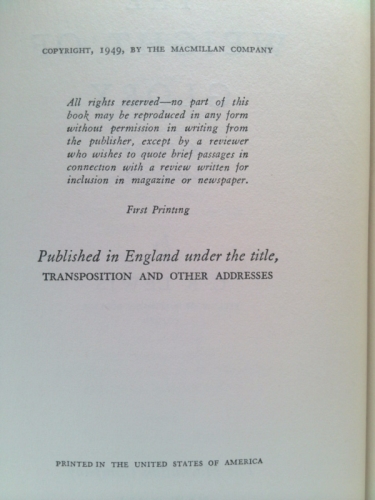 COPYRIGHT, 1949, BY THE MACMILLAN COMPANY
All rights reserved—no part of this
book may be reproduced in any form
without permission in writing from
the publisher, except by a reviewer
who wishes to quote brief passages in
connection with a review written for
inclusion in magazine or newspaper.
First Printing
Published in England under the title,
TRANSPOSITION AND OTHER ADDRESSES
PRINTED IN THE UNITED STATES OF AMERICA